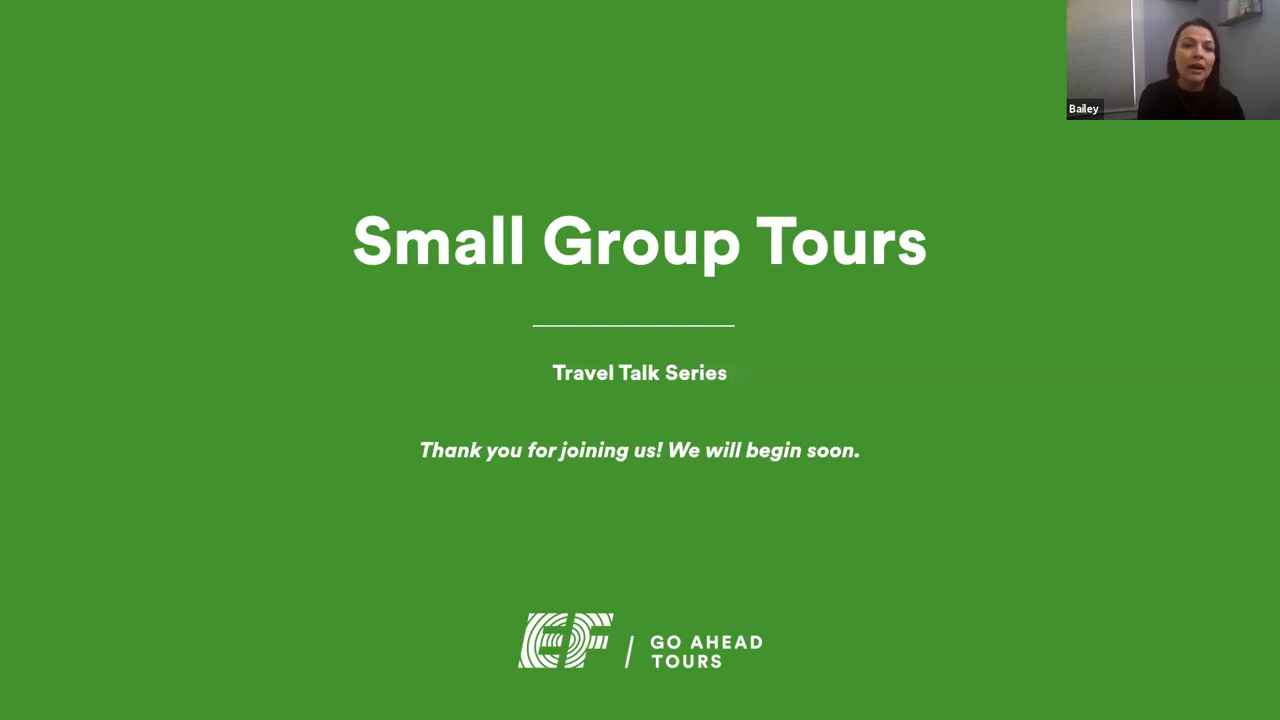 Bailey
Small Group Tours
Travel Talk Series
Thank you for joining us! We will begin soon.
EF / GO AHEAD
TOURS